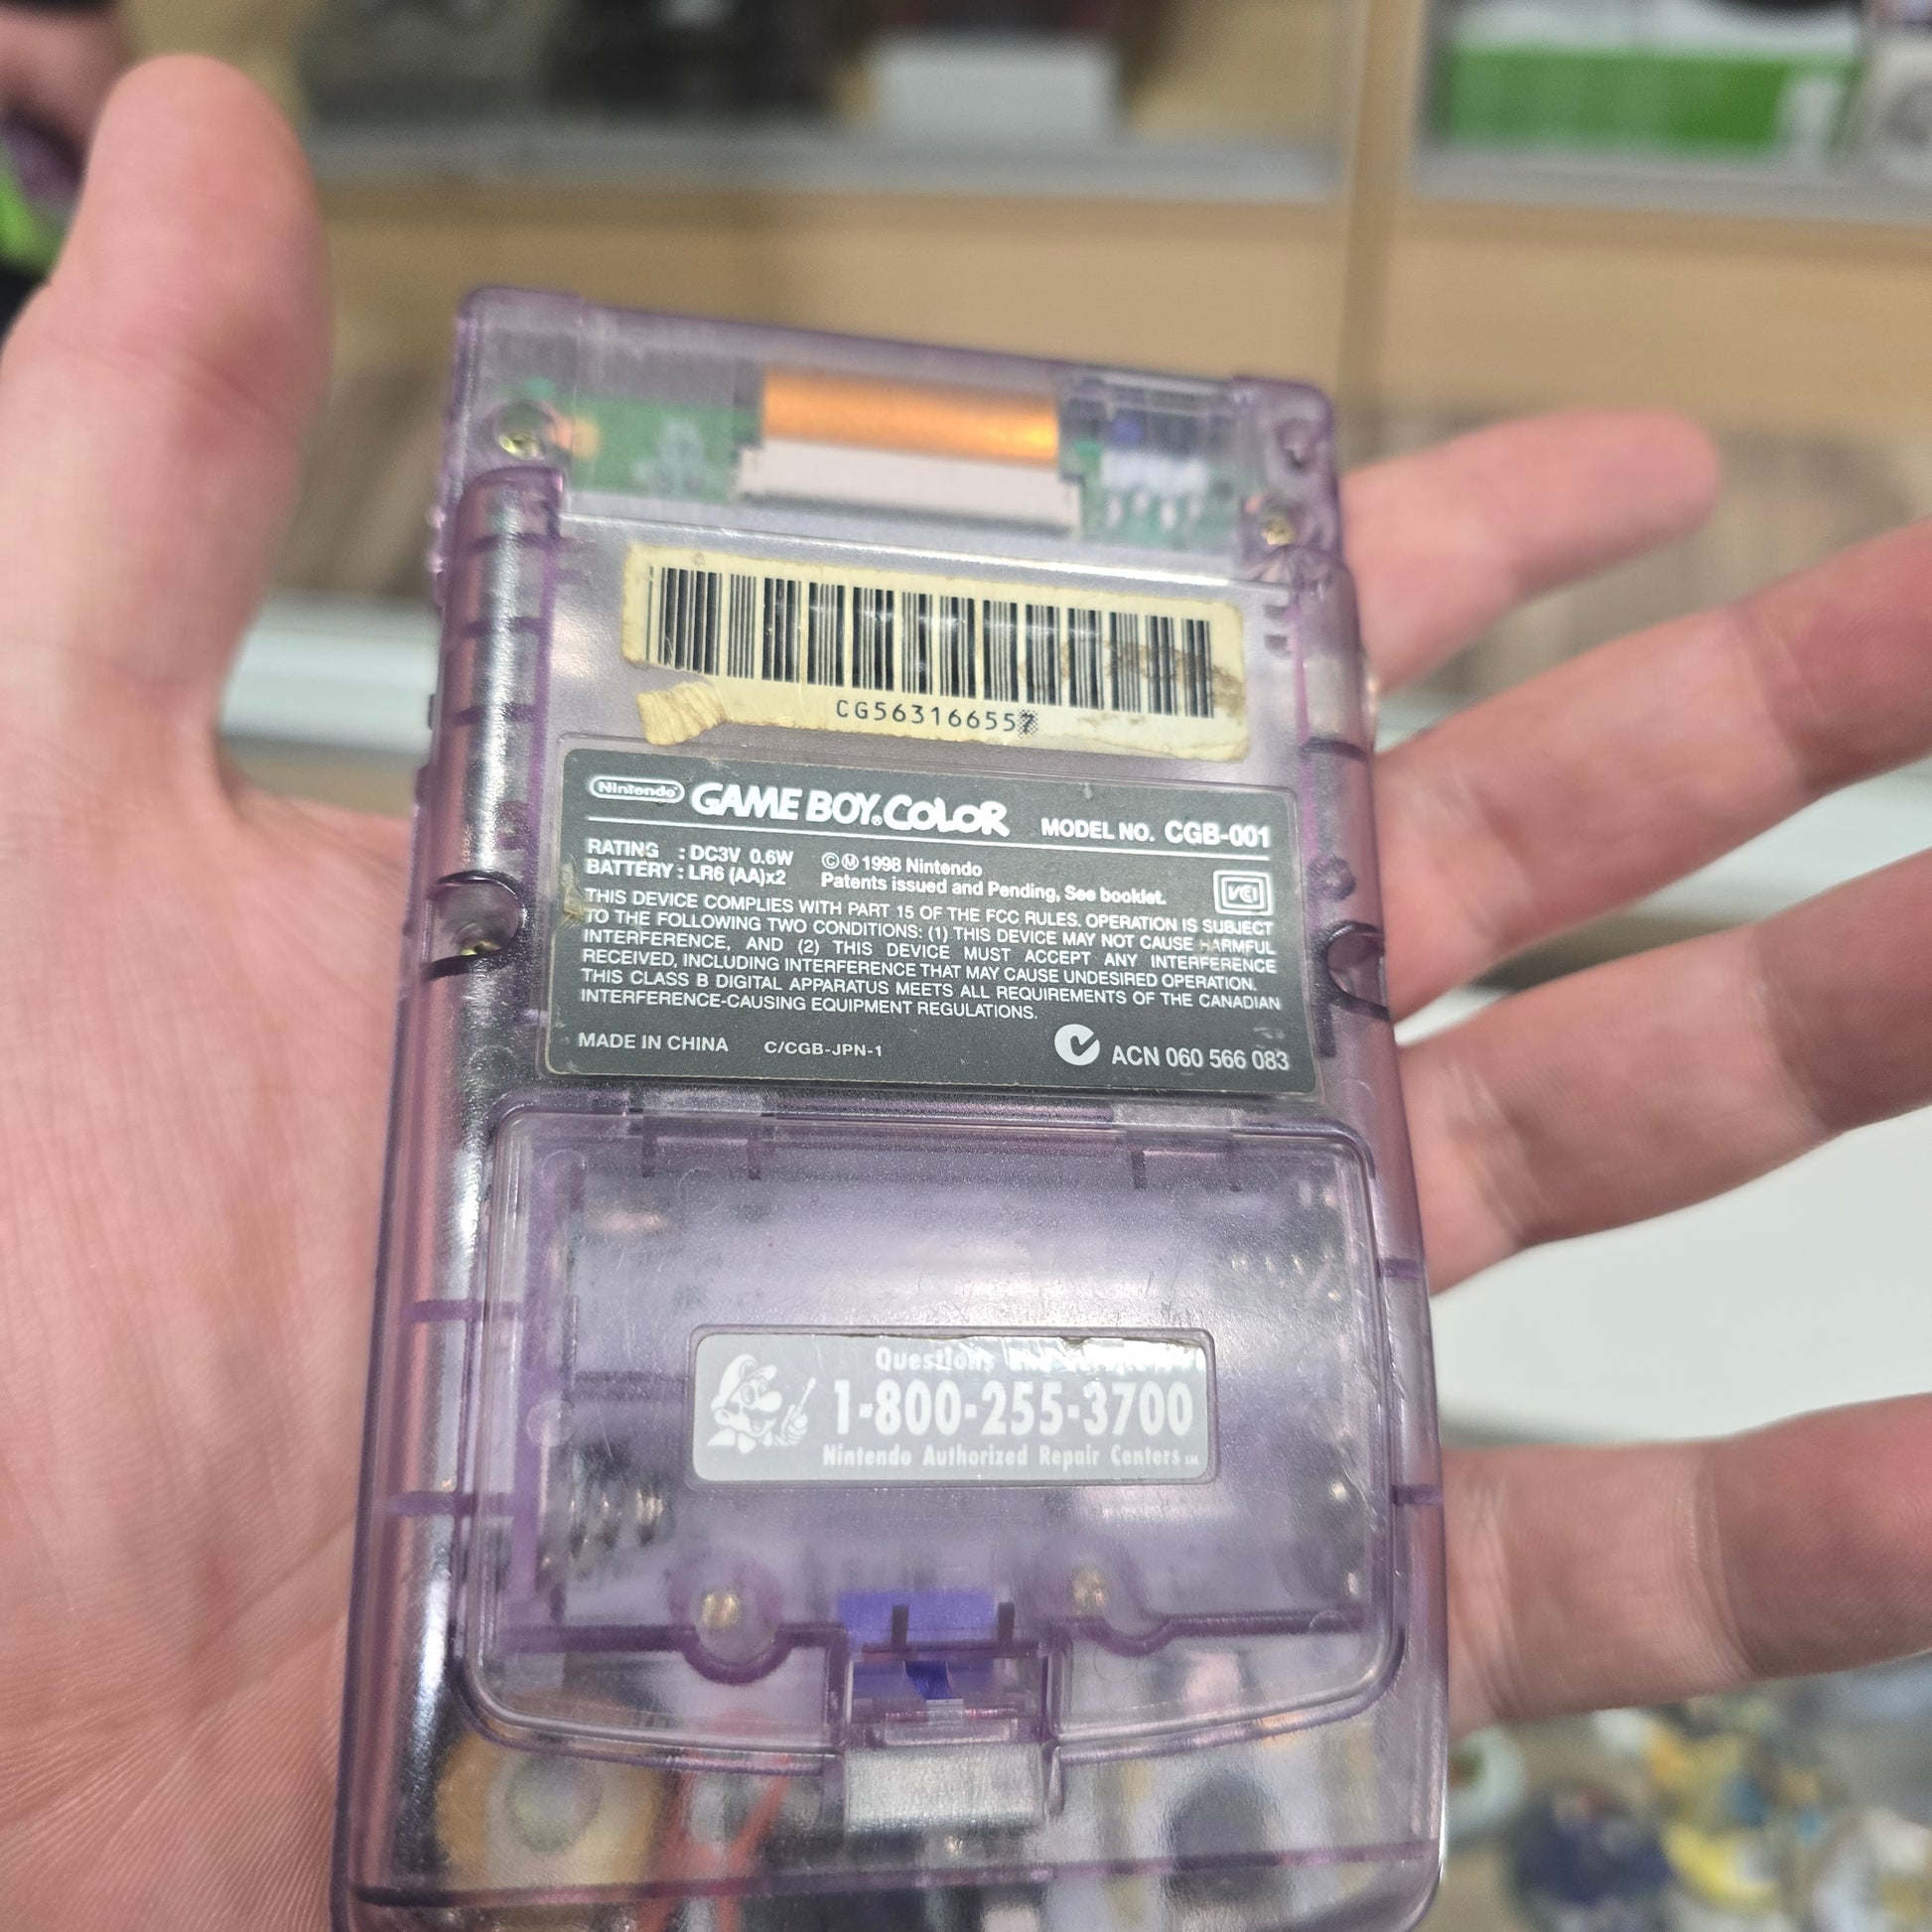 CG563166557
Nintendo GAME BOY COLOR MODEL NO. CGB-001
RATING : DC3V 0.6W ©Ⓜ 1998 Nintendo
BATTERY : LR6 (AA)x2 Patents issued and Pending, See booklet.
VCI
THIS DEVICE COMPLIES WITH PART 15 OF THE FCC RULES. OPERATION IS SUBJECT
TO THE FOLLOWING TWO CONDITIONS: (1) THIS DEVICE MAY NOT CAUSE HARMFUL
INTERFERENCE, AND (2) THIS DEVICE MUST ACCEPT ANY INTERFERENCE
RECEIVED, INCLUDING INTERFERENCE THAT MAY CAUSE UNDESIRED OPERATION.
THIS CLASS B DIGITAL APPARATUS MEETS ALL REQUIREMENTS OF THE CANADIAN
INTERFERENCE-CAUSING EQUIPMENT REGULATIONS.
MADE IN CHINA C/CGB-JPN-1 ACN 060 566 083
Questions and
1-800-255-3700
Nintendo Authorized Repair Centers SM